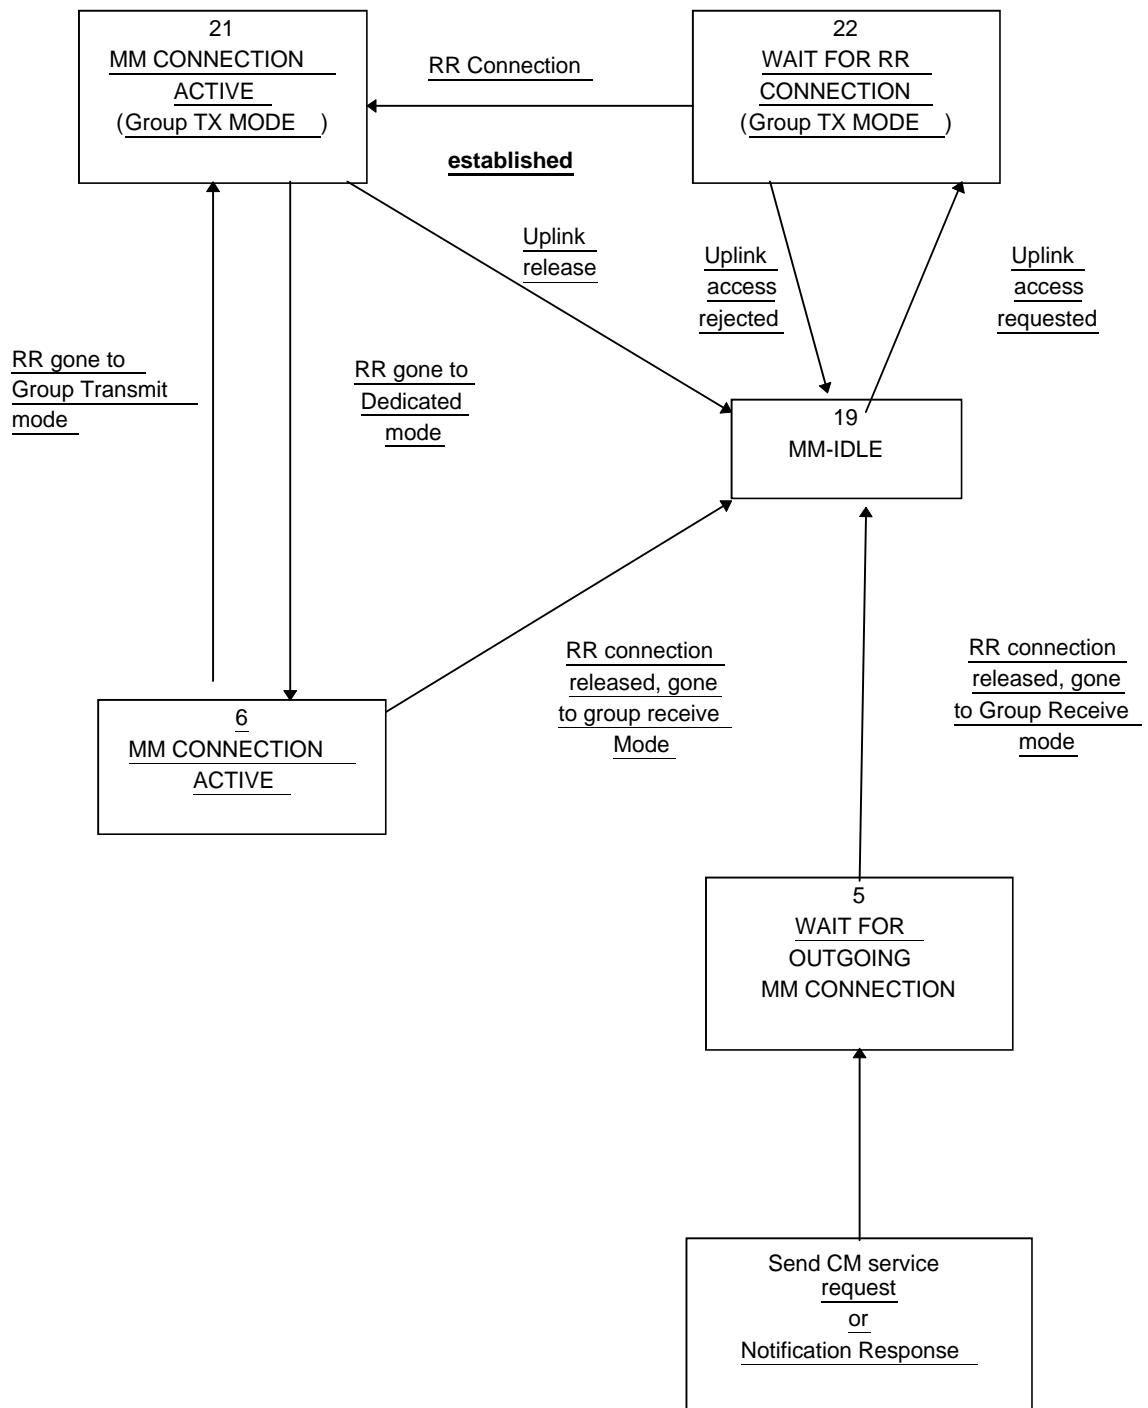 21
MM CONNECTION
ACTIVE
(Group TX MODE )
22
WAIT FOR RR
CONNECTION
(Group TX MODE )
RR Connection
established
Uplink
release
Uplink
access
rejected
Uplink
access
requested
RR gone to
Group Transmit
mode
RR gone to
Dedicated
mode
19
MM-IDLE
RR connection
released, gone
to group receive
Mode
RR connection
released, gone
to Group Receive
mode
6
MM CONNECTION
ACTIVE
5
WAIT FOR
OUTGOING
MM CONNECTION
Send CM service
request
or
Notification Response